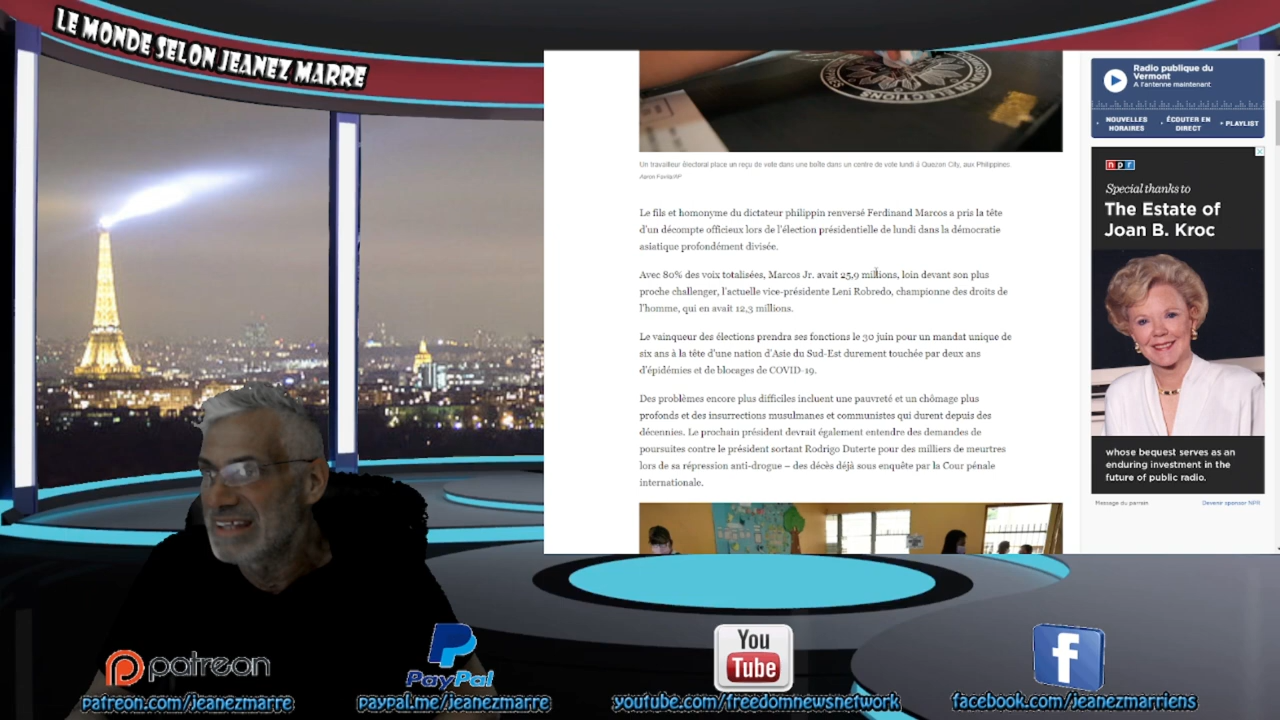 LE MONDE SELON JEANEZ MARRE
Un travailleur électoral place un reçu de vote dans une boîte dans un centre de vote lundi à Quezon City, aux Philippines.
Aaron Favila/AP
Le fils et homonyme du dictateur philippin renversé Ferdinand Marcos a pris la tête
d'un décompte officieux lors de l'élection présidentielle de lundi dans la démocratie
asiatique profondément divisée.
Avec 80% des voix totalisées, Marcos Jr. avait 25,9 millions, loin devant son plus
proche challenger, l'actuelle vice-présidente Leni Robredo, championne des droits de
l'homme, qui en avait 12,3 millions.
Le vainqueur des élections prendra ses fonctions le 30 juin pour un mandat unique de
six ans à la tête d'une nation d'Asie du Sud-Est durement touchée par deux ans
d'épidémies et de blocages de COVID-19.
Des problèmes encore plus difficiles incluent une pauvreté et un chômage plus
profonds et des insurrections musulmanes et communistes qui durent depuis des
décennies. Le prochain président devrait également entendre des demandes de
poursuites contre le président sortant Rodrigo Duterte pour des milliers de meurtres
lors de sa répression anti-drogue – des décès déjà sous enquête par la Cour pénale
internationale.
Radio publique du
Vermont
A l'antenne maintenant
NOUVELLES
HORAIRES
ÉCOUTER EN
DIRECT
PLAYLIST
npr
Special thanks to
The Estate of
Joan B. Kroc
whose bequest serves as an
enduring investment in the
future of public radio.
Message du parrain
Devenir sponsor NPR
patreon
patreon.com/jeanezmarre
PayPal
paypal.me/jeanezmarre
You
Tube
youtube.com/freedomnewsnetwork
f
facebook.com/jeanezmarriens